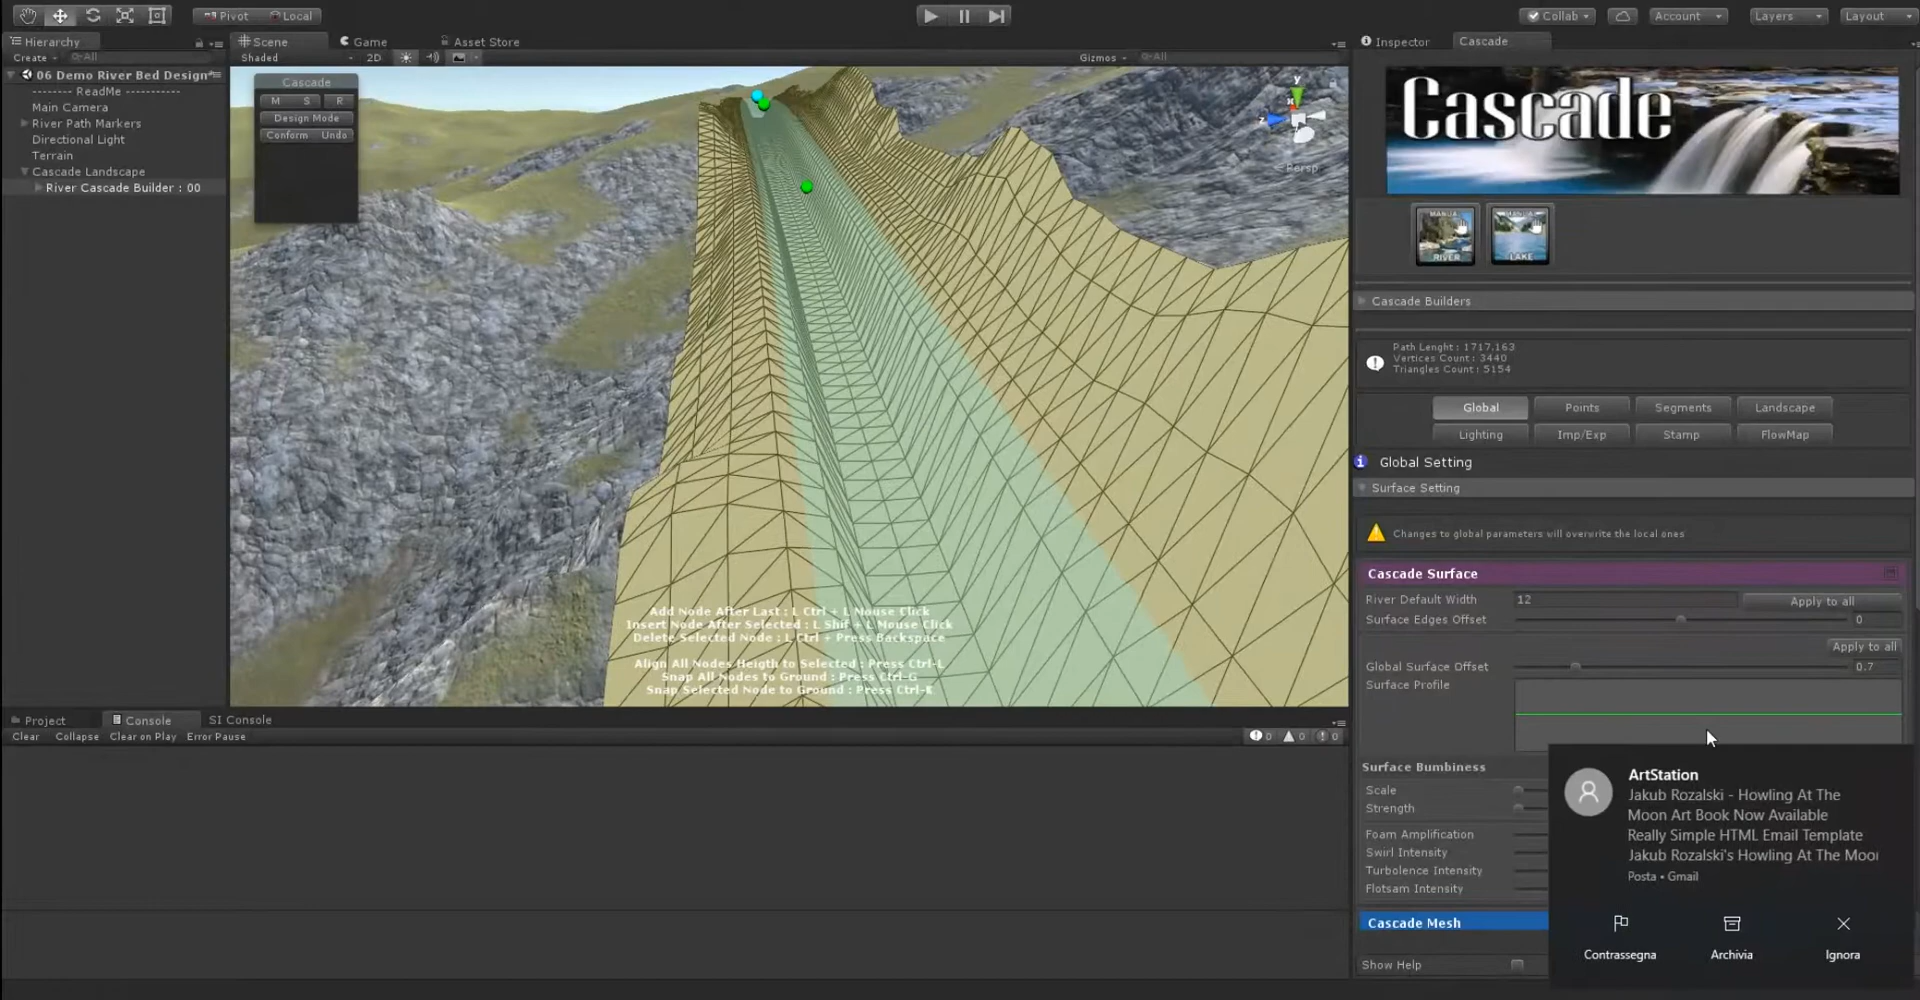 Pivot
Local
Collab
Account
Layers
Layout
Hierarchy
Create
All
06 Demo River Bed Design
-------- ReadMe -----------
Main Camera
River Path Markers
Directional Light
Terrain
Cascade Landscape
River Cascade Builder : 00
Scene
Game
Asset Store
Shaded
2D
Gizmos
All
Cascade
M S R
Design Mode
Conform Undo
y
x
z
Persp
Add Node After Last : L Ctrl + L Mouse Click
Insert Node After Selected : L Shif + L Mouse Click
Delete Selected Node : L Ctrl + Press Backspace
Align All Nodes Heigth to Selected : Press Ctrl-L
Snap All Nodes to Ground : Press Ctrl-G
Snap Selected Node to Ground : Press Ctrl-K
Project
Console
SI Console
Clear
Collapse
Clear on Play
Error Pause
0
0
0
Inspector
Cascade
Cascade
MANUAL
RIVER
MANUAL
LAKE
Cascade Builders
Path Lenght : 1717.163
Vertices Count : 3440
Triangles Count : 5154
Global
Points
Segments
Landscape
Lighting
Imp/Exp
Stamp
FlowMap
Global Setting
Surface Setting
Changes to global parameters will overwrite the local ones
Cascade Surface
River Default Width 12 Apply to all
Surface Edges Offset 0
Apply to all
Global Surface Offset 0.7
Surface Profile
Surface Bumbiness
Scale
Strength
Foam Amplification
Swirl Intensity
Turbolence Intensity
Flotsam Intensity
Cascade Mesh
Show Help
ArtStation
Jakub Rozalski - Howling At The
Moon Art Book Now Available
Really Simple HTML Email Template
Jakub Rozalski's Howling At The Moo
Posta • Gmail
Contrassegna
Archivia
Ignora